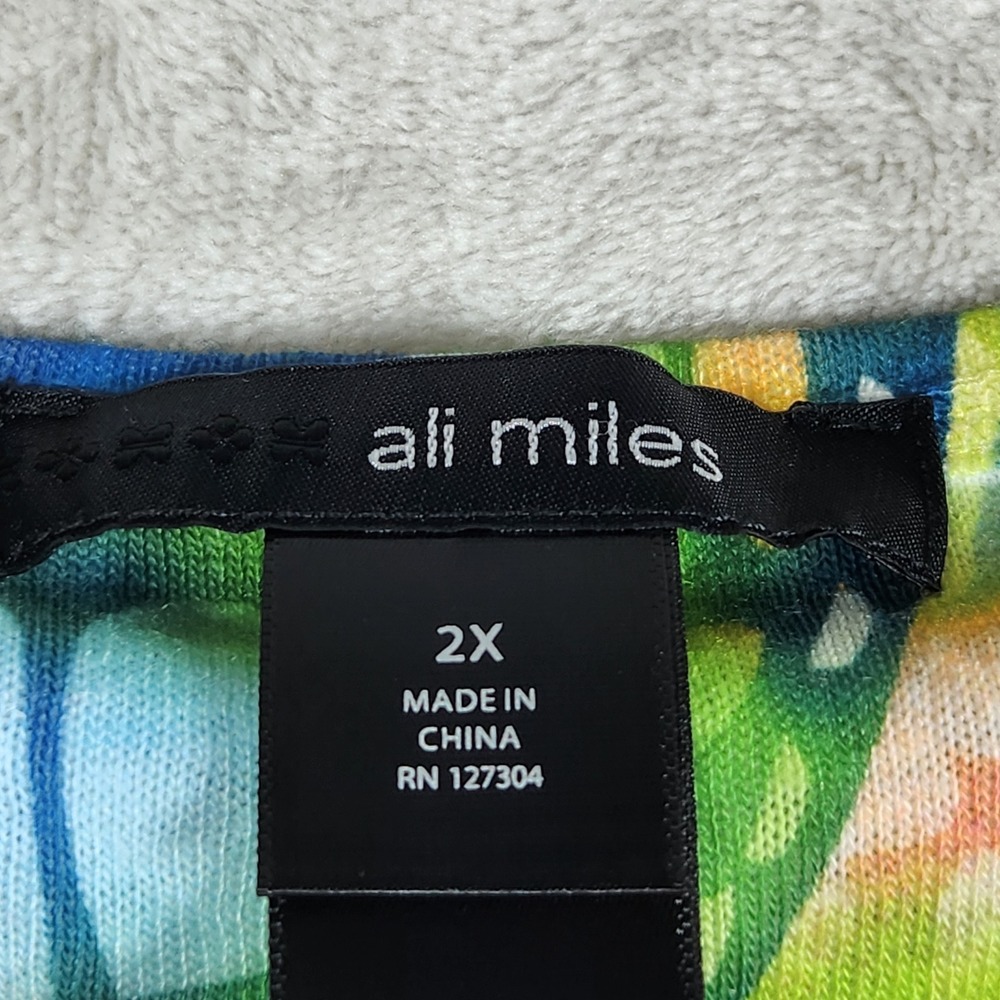 ali miles
2X
MADE IN
CHINA
RN 127304